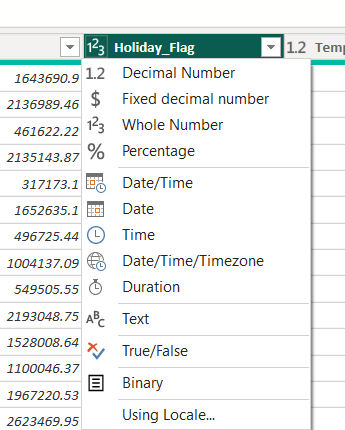 1²3 Holiday_Flag 1.2 Temp
1643690.9
1.2 Decimal Number
2136989.46
$ Fixed decimal number
461622.22
1²3 Whole Number
2135143.87
% Percentage
317173.1
Date/Time
1652635.1
Date
496725.44
Time
1004137.09
Date/Time/Timezone
549505.55
Duration
2193048.75
ABC Text
1528008.64
True/False
1100046.37
Binary
1967220.53
Using Locale...
2623469.95